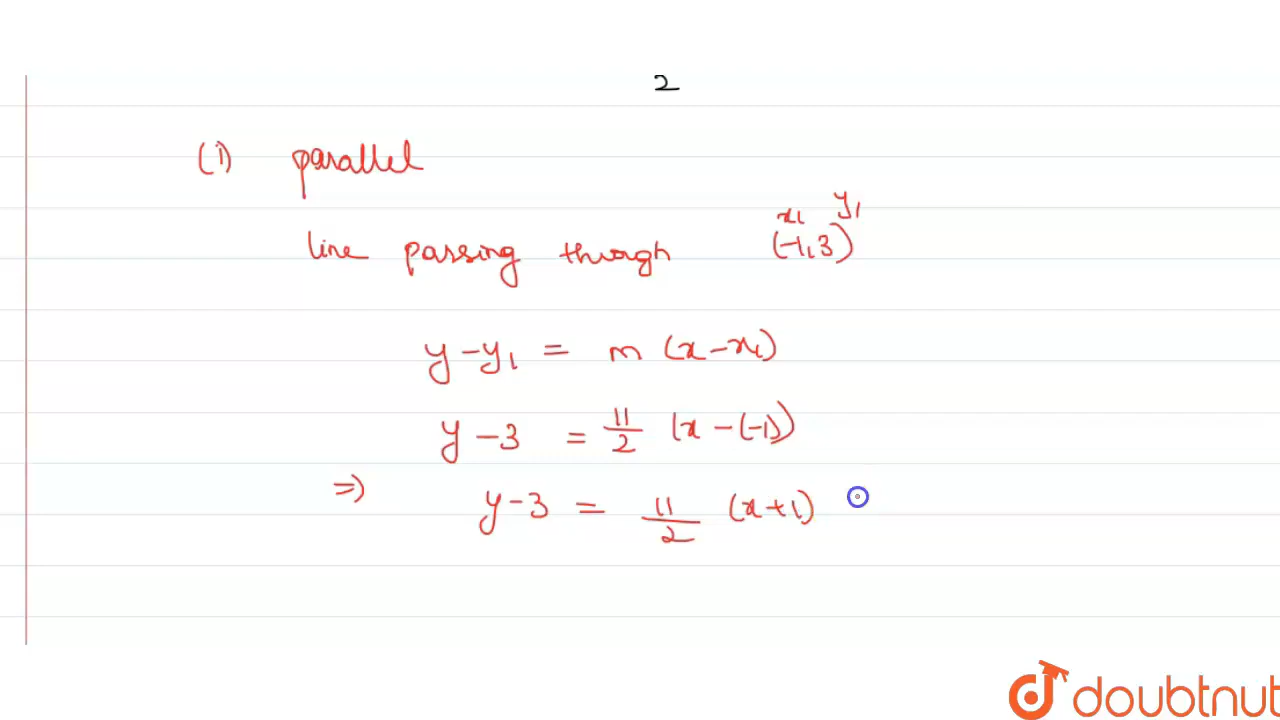 2
(i) parallel
x₁ y₁
line passing through (-1,3)
y - y₁ = m (x - x₁)
y - 3 = 11/2 (x - (-1))
⇒ y - 3 = 11/2 (x + 1)
doubtnut